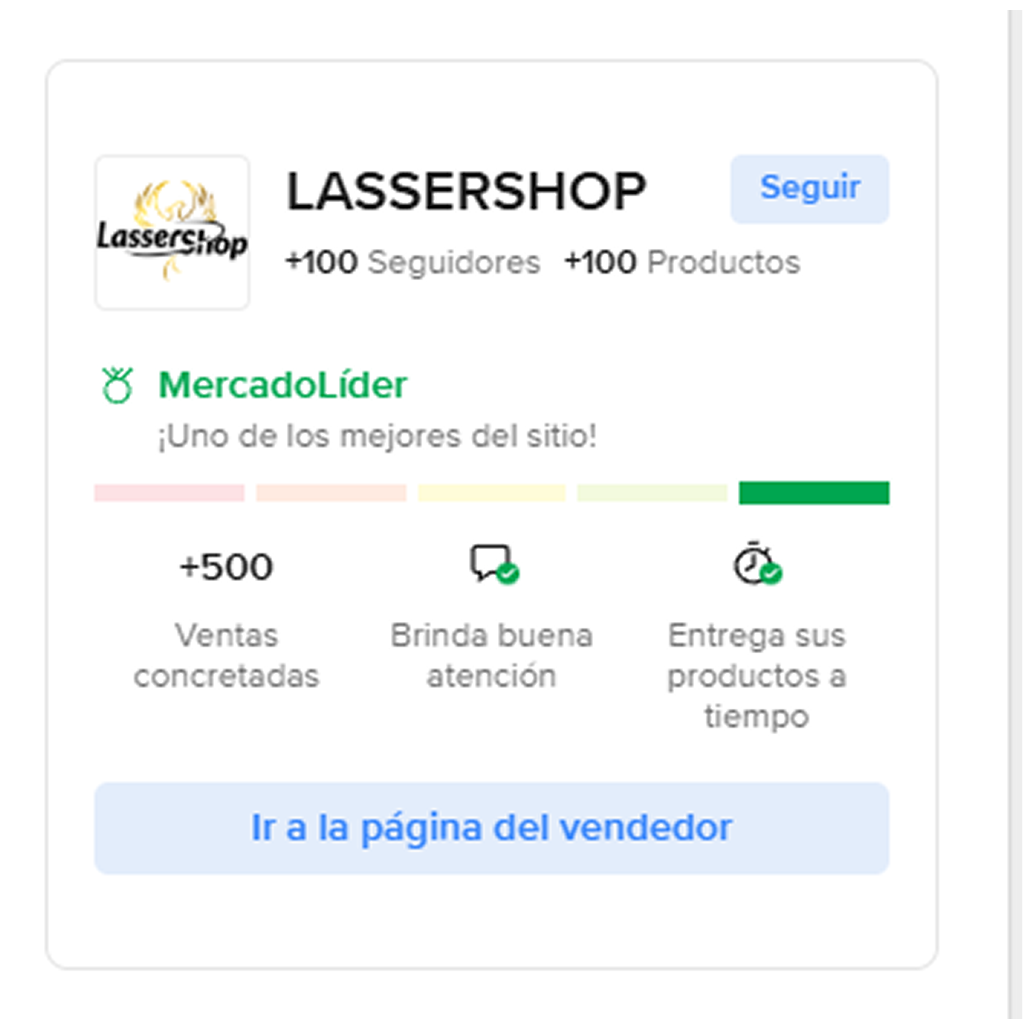 Lassershop
LASSERSHOP
Seguir
+100 Seguidores +100 Productos
MercadoLíder
¡Uno de los mejores del sitio!
+500
Ventas
concretadas
Brinda buena
atención
Entrega sus
productos a
tiempo
Ir a la página del vendedor